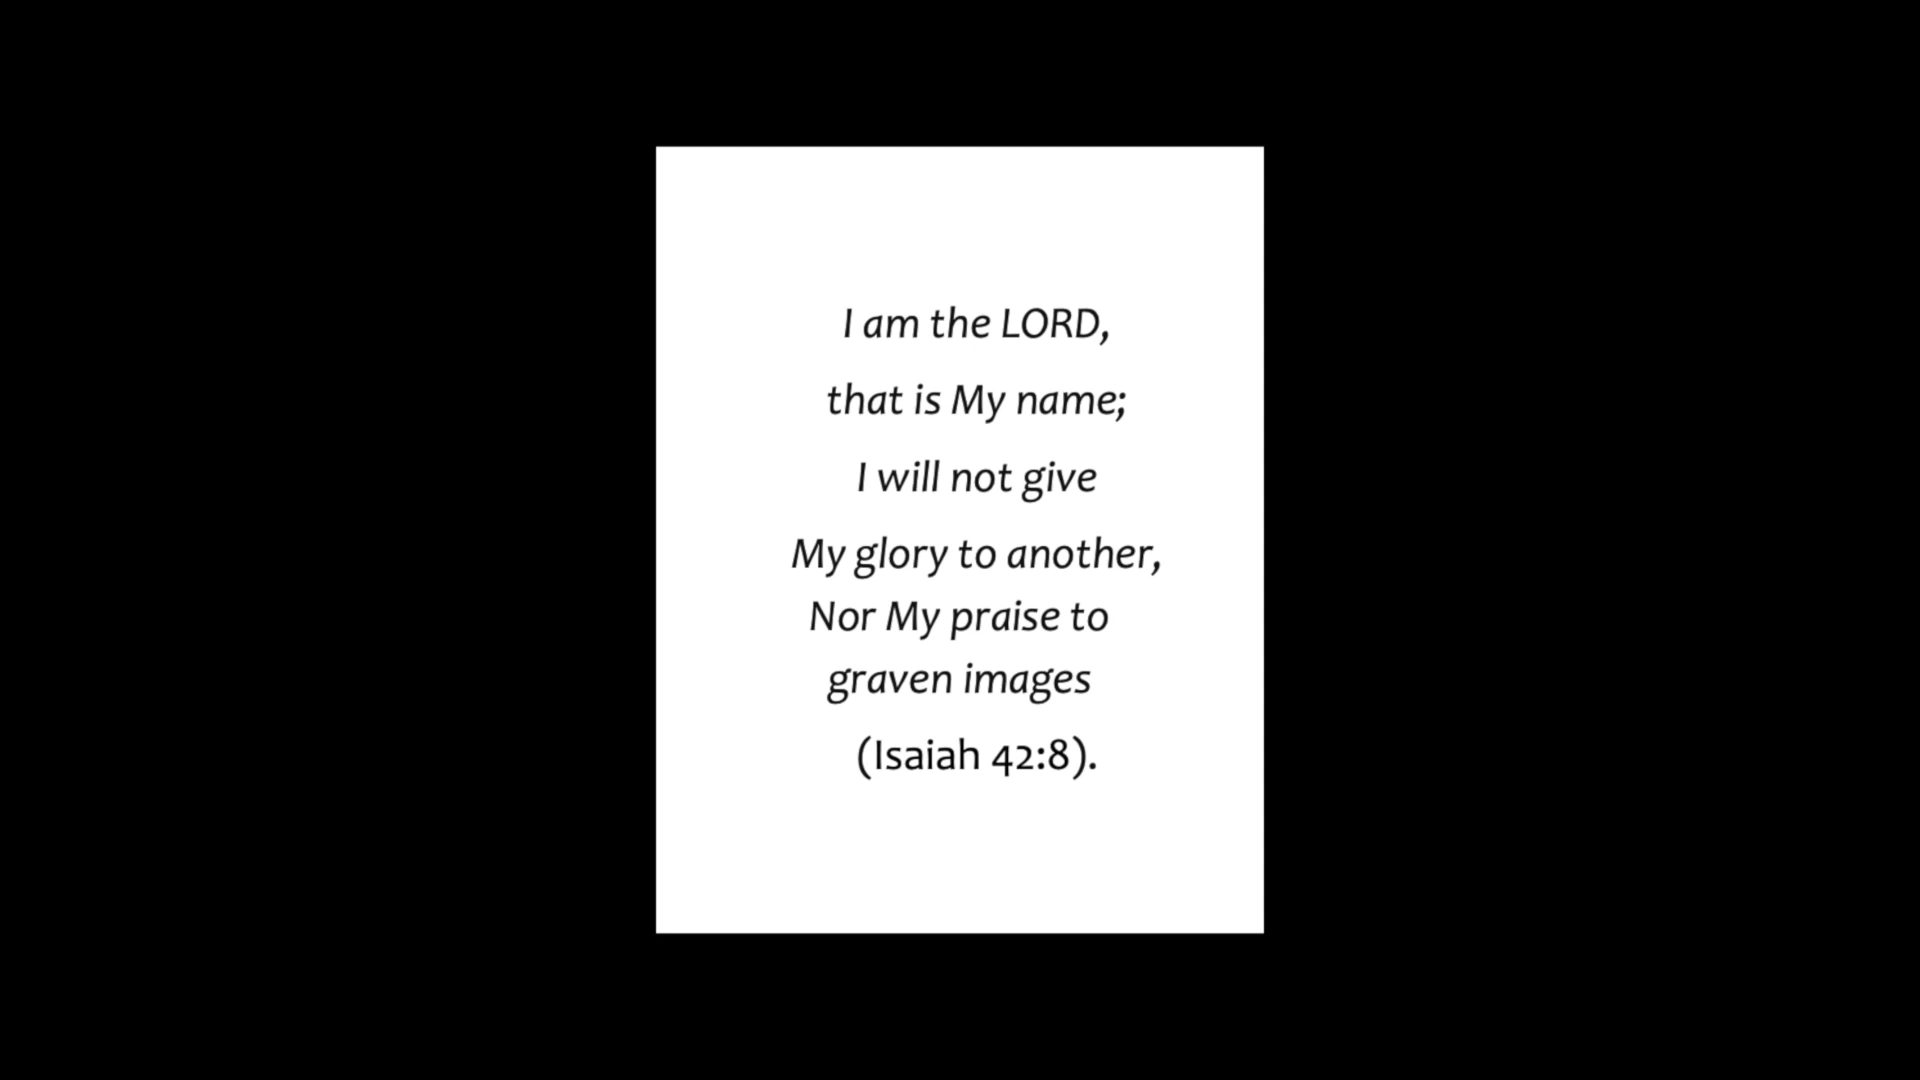 I am the LORD,
that is My name;
I will not give
My glory to another,
Nor My praise to
graven images
(Isaiah 42:8).